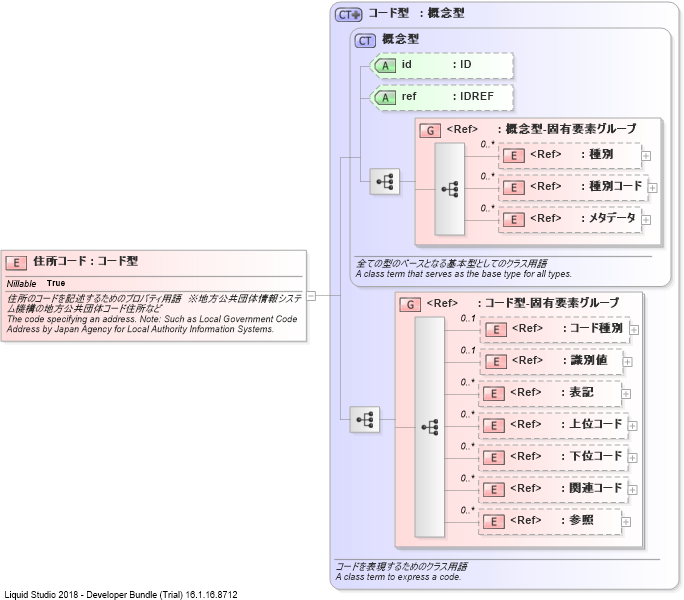 CT コード型 : 概念型
CT 概念型
A id : ID
A ref : IDREF
G <Ref> : 概念型-固有要素グループ
0..*
E <Ref> : 種別
0..*
E <Ref> : 種別コード
0..*
E <Ref> : メタデータ
全ての型のベースとなる基本型としてのクラス用語
A class term that serves as the base type for all types.
E 住所コード : コード型
Nillable True
住所のコードを記述するためのプロパティ用語 ※地方公共団体情報システ
ム機構の地方公共団体コード住所など
The code specifying an address. Note: Such as Local Government Code
Address by Japan Agency for Local Authority Information Systems.
G <Ref> : コード型-固有要素グループ
0..1
E <Ref> : コード種別
0..1
E <Ref> : 識別値
0..*
E <Ref> : 表記
0..*
E <Ref> : 上位コード
0..*
E <Ref> : 下位コード
0..*
E <Ref> : 関連コード
0..*
E <Ref> : 参照
コードを表現するためのクラス用語
A class term to express a code.
Liquid Studio 2018 - Developer Bundle (Trial) 16.1.16.8712